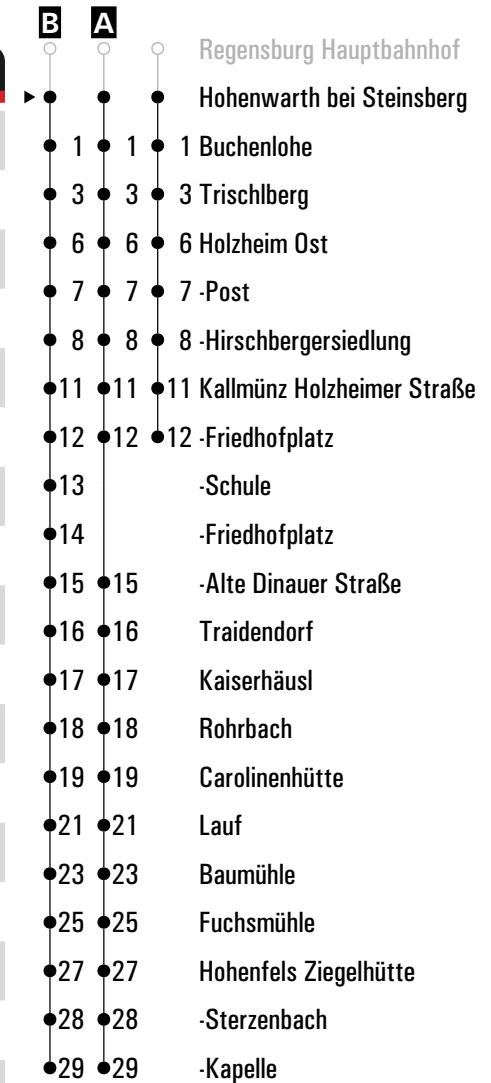 B A
Regensburg Hauptbahnhof
Hohenwarth bei Steinsberg
1 1 1 Buchenlohe
3 3 3 Trischlberg
6 6 6 Holzheim Ost
7 7 7 -Post
8 8 8 -Hirschbergersiedlung
11 11 11 Kallmünz Holzheimer Straße
12 12 12 -Friedhofplatz
13 -Schule
14 -Friedhofplatz
15 15 -Alte Dinauer Straße
16 16 Traidendorf
17 17 Kaiserhäusl
18 18 Rohrbach
19 19 Carolinenhütte
21 21 Lauf
23 23 Baumühle
25 25 Fuchsmühle
27 27 Hohenfels Ziegelhütte
28 28 -Sterzenbach
29 29 -Kapelle